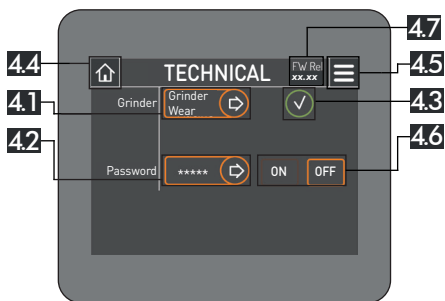 4.7
4.4
TECHNICAL
FW Rel
xx.xx
4.5
4.1
Grinder
Grinder
Wear
4.3
4.2
4.6
Password
*****
ON
OFF